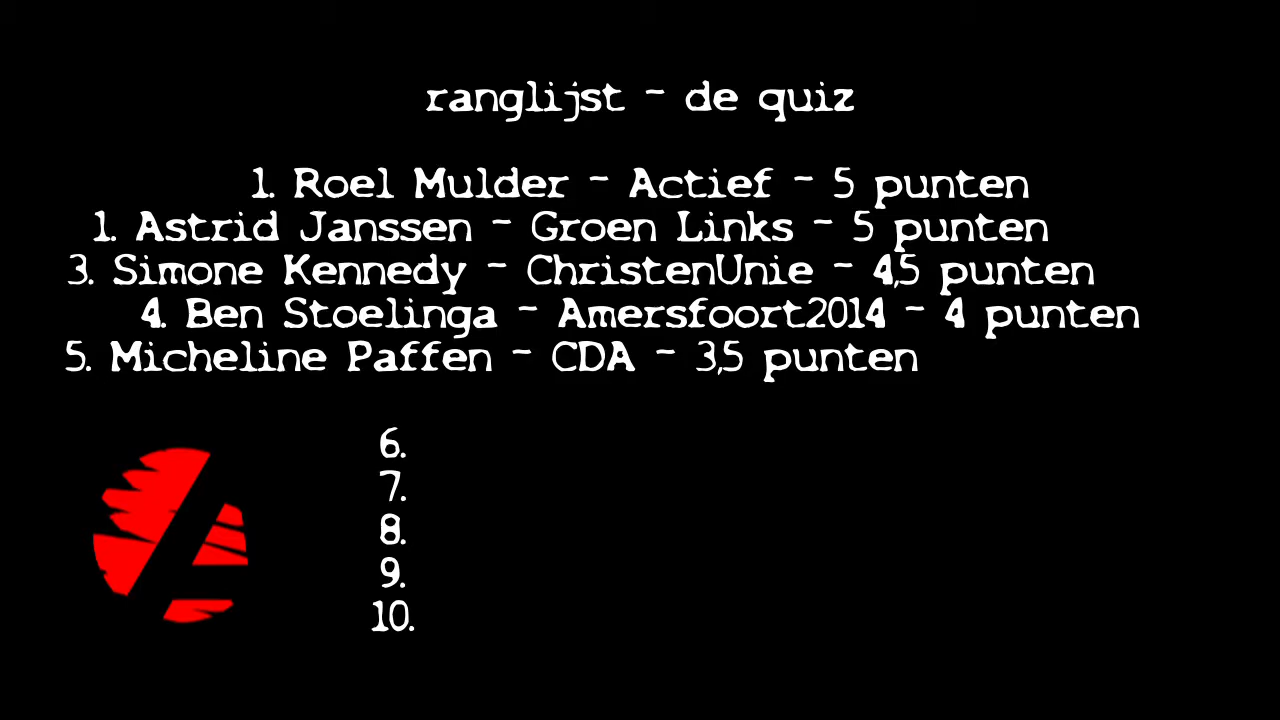 ranglijst - de quiz
1. Roel Mulder - Actief - 5 punten
1. Astrid Janssen - Groen Links - 5 punten
3. Simone Kennedy - ChristenUnie - 4,5 punten
4. Ben Stoelinga - Amersfoort2014 - 4 punten
5. Micheline Paffen - CDA - 3,5 punten
6.
7.
8.
9.
10.